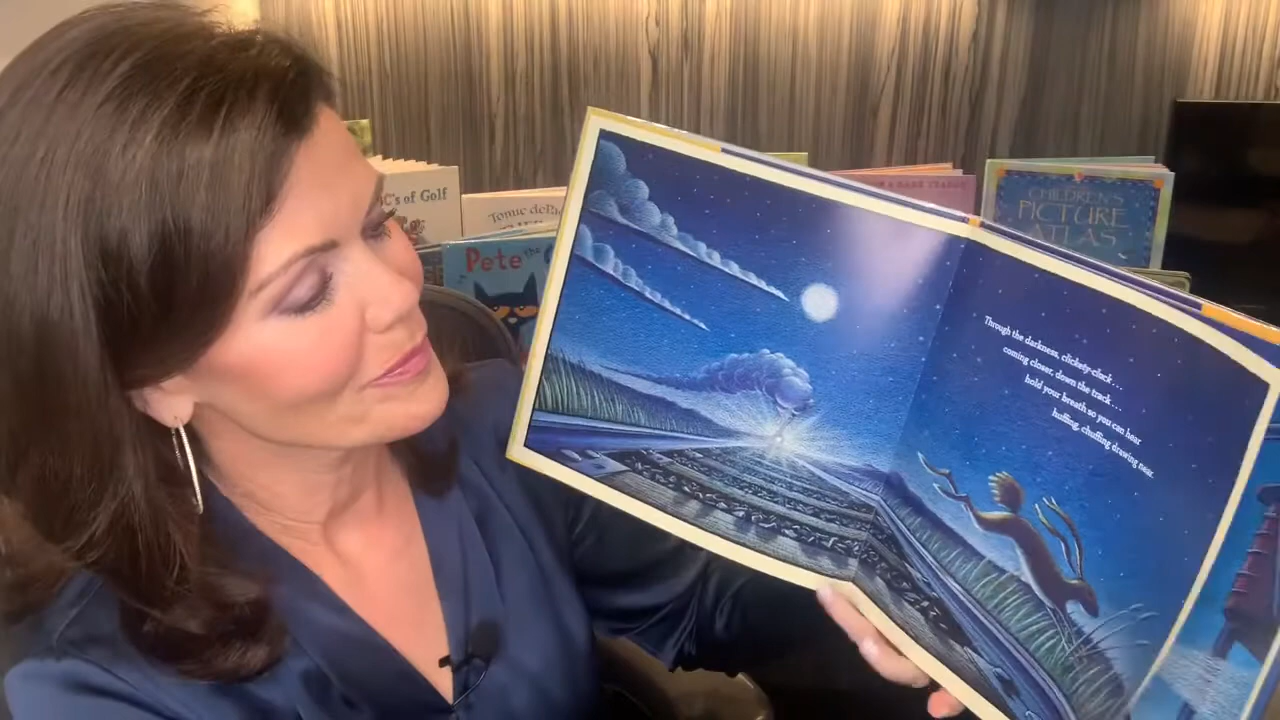 C's of Golf
Tomie deP
Pete the
CHILDREN'S
PICTURE
ATLAS
Through the darkness, clickety-clack...
coming closer, down the track...
hold your breath so you can hear
huffing, chuffing drawing near.